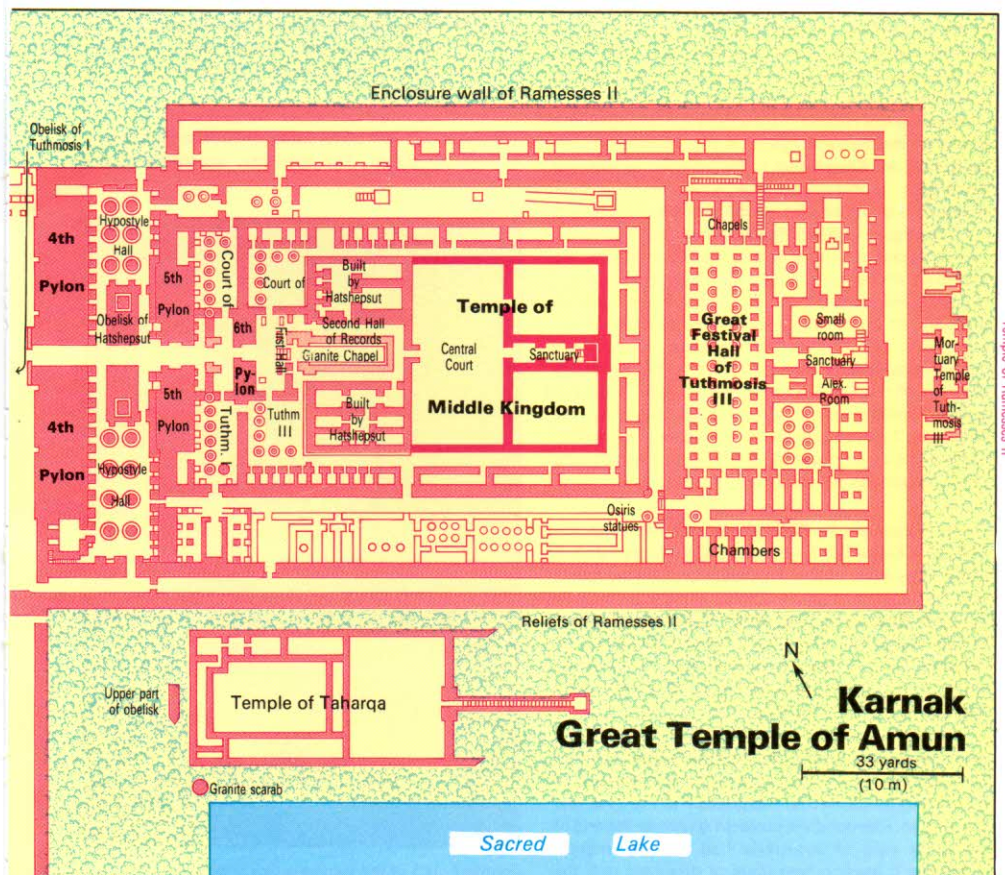 Enclosure wall of Ramesses II
Obelisk of
Tuthmosis I
4th
Pylon
Hypostyle
Hall
5th
Pylon
Obelisk of
Hatshepsut
4th
Pylon
Hypostyle
Hall
5th
Pylon
Court of
Tuthm. I
6th
Py-
lon
First Hall
Court of
Tuthm
III
Built
by
Hatshepsut
Second Hall
of Records
Granite Chapel
Built
by
Hatshepsut
Temple of
Central
Court
Sanctuary
Middle Kingdom
Osiris
statues
Chapels
Great
Festival
Hall
of
Tuthmosis
III
Small
room
Sanctuary
Alex.
Room
Chambers
Mor-
tuary
Temple
of
Tuth-
mosis
III
Reliefs of Ramesses II
Upper part
of obelisk
Temple of Taharqa
Granite scarab
N
Karnak
Great Temple of Amun
33 yards
(10 m)
Sacred Lake